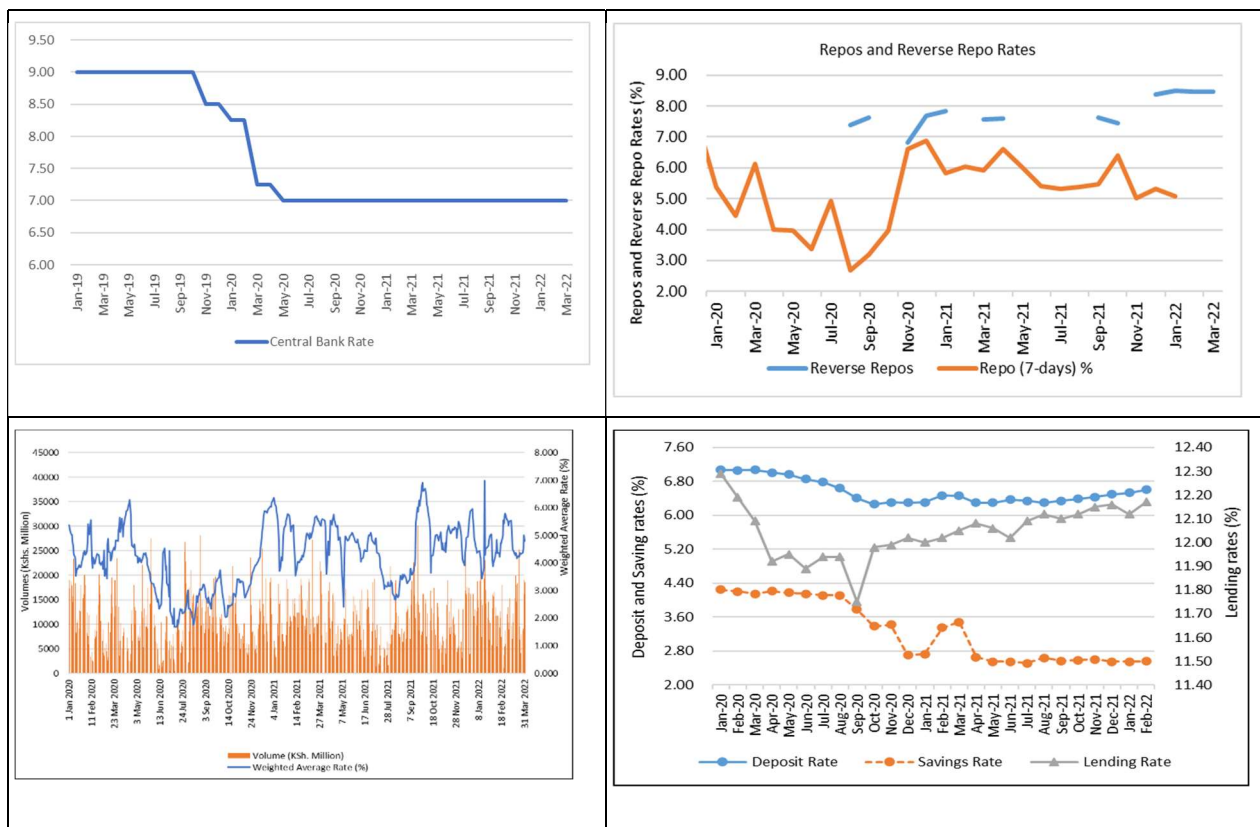 9.50
9.00
8.50
8.00
7.50
7.00
6.50
6.00
Jan-19
Mar-19
May-19
Jul-19
Sep-19
Nov-19
Jan-20
Mar-20
May-20
Jul-20
Sep-20
Nov-20
Jan-21
Mar-21
May-21
Jul-21
Sep-21
Nov-21
Jan-22
Mar-22
Central Bank Rate
Repos and Reverse Repo Rates
Repos and Reverse Repo Rates (%)
9.00
8.00
7.00
6.00
5.00
4.00
3.00
2.00
Jan-20
Mar-20
May-20
Jul-20
Sep-20
Nov-20
Jan-21
Mar-21
May-21
Jul-21
Sep-21
Nov-21
Jan-22
Mar-22
Reverse Repos
Repo (7-days) %
Volumes (Kshs. Million)
45000
40000
35000
30000
25000
20000
15000
10000
5000
0
8.000
7.000
6.000
5.000
4.000
3.000
2.000
1.000
0.000
Weighted Average Rate (%)
1 Jan 2020
11 Feb 2020
23 Mar 2020
3 May 2020
13 Jun 2020
24 Jul 2020
3 Sep 2020
14 Oct 2020
24 Nov 2020
4 Jan 2021
14 Feb 2021
27 Mar 2021
7 May 2021
17 Jun 2021
28 Jul 2021
7 Sep 2021
18 Oct 2021
28 Nov 2021
8 Jan 2022
18 Feb 2022
31 Mar 2022
Volume (KSh. Million)
Weighted Average Rate (%)
Deposit and Saving rates (%)
7.60
6.80
6.00
5.20
4.40
3.60
2.80
2.00
12.40
12.30
12.20
12.10
12.00
11.90
11.80
11.70
11.60
11.50
11.40
Lending rates (%)
Jan-20
Feb-20
Mar-20
Apr-20
May-20
Jun-20
Jul-20
Aug-20
Sep-20
Oct-20
Nov-20
Dec-20
Jan-21
Feb-21
Mar-21
Apr-21
May-21
Jun-21
Jul-21
Aug-21
Sep-21
Oct-21
Nov-21
Dec-21
Jan-22
Feb-22
Deposit Rate
Savings Rate
Lending Rate